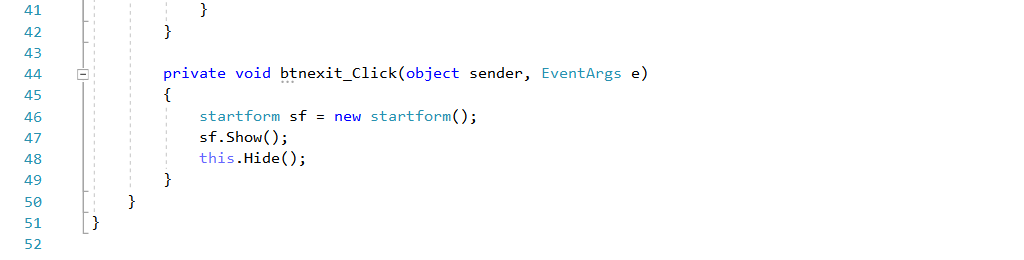 41 }
42 }
43
44 private void btnexit_Click(object sender, EventArgs e)
45 {
46 startform sf = new startform();
47 sf.Show();
48 this.Hide();
49 }
50 }
51 }
52